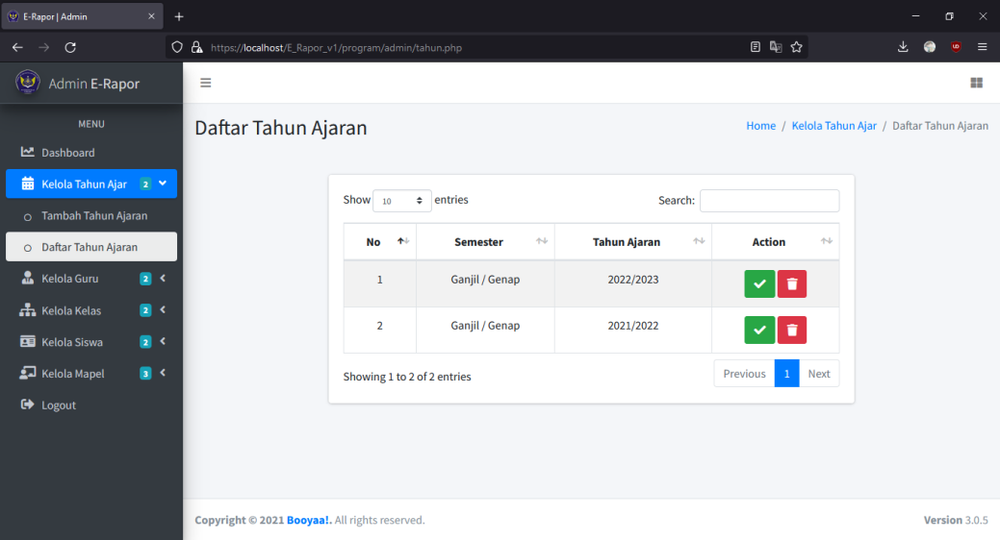 E-Rapor | Admin
https://localhost/E_Rapor_v1/program/admin/tahun.php
Admin E-Rapor
MENU
Dashboard
Kelola Tahun Ajar 2
Tambah Tahun Ajaran
Daftar Tahun Ajaran
Kelola Guru 2
Kelola Kelas 2
Kelola Siswa 2
Kelola Mapel 3
Logout
Daftar Tahun Ajaran
Home / Kelola Tahun Ajar / Daftar Tahun Ajaran
Show 10 entries Search:
No Semester Tahun Ajaran Action
1 Ganjil / Genap 2022/2023
2 Ganjil / Genap 2021/2022
Showing 1 to 2 of 2 entries
Previous 1 Next
Copyright © 2021 Booyaa!. All rights reserved.
Version 3.0.5